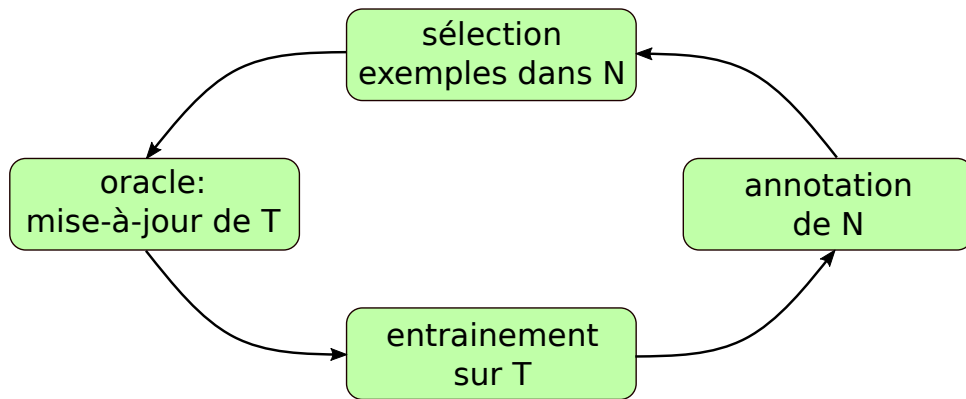 sélection
exemples dans N
oracle:
mise-à-jour de T
annotation
de N
entrainement
sur T